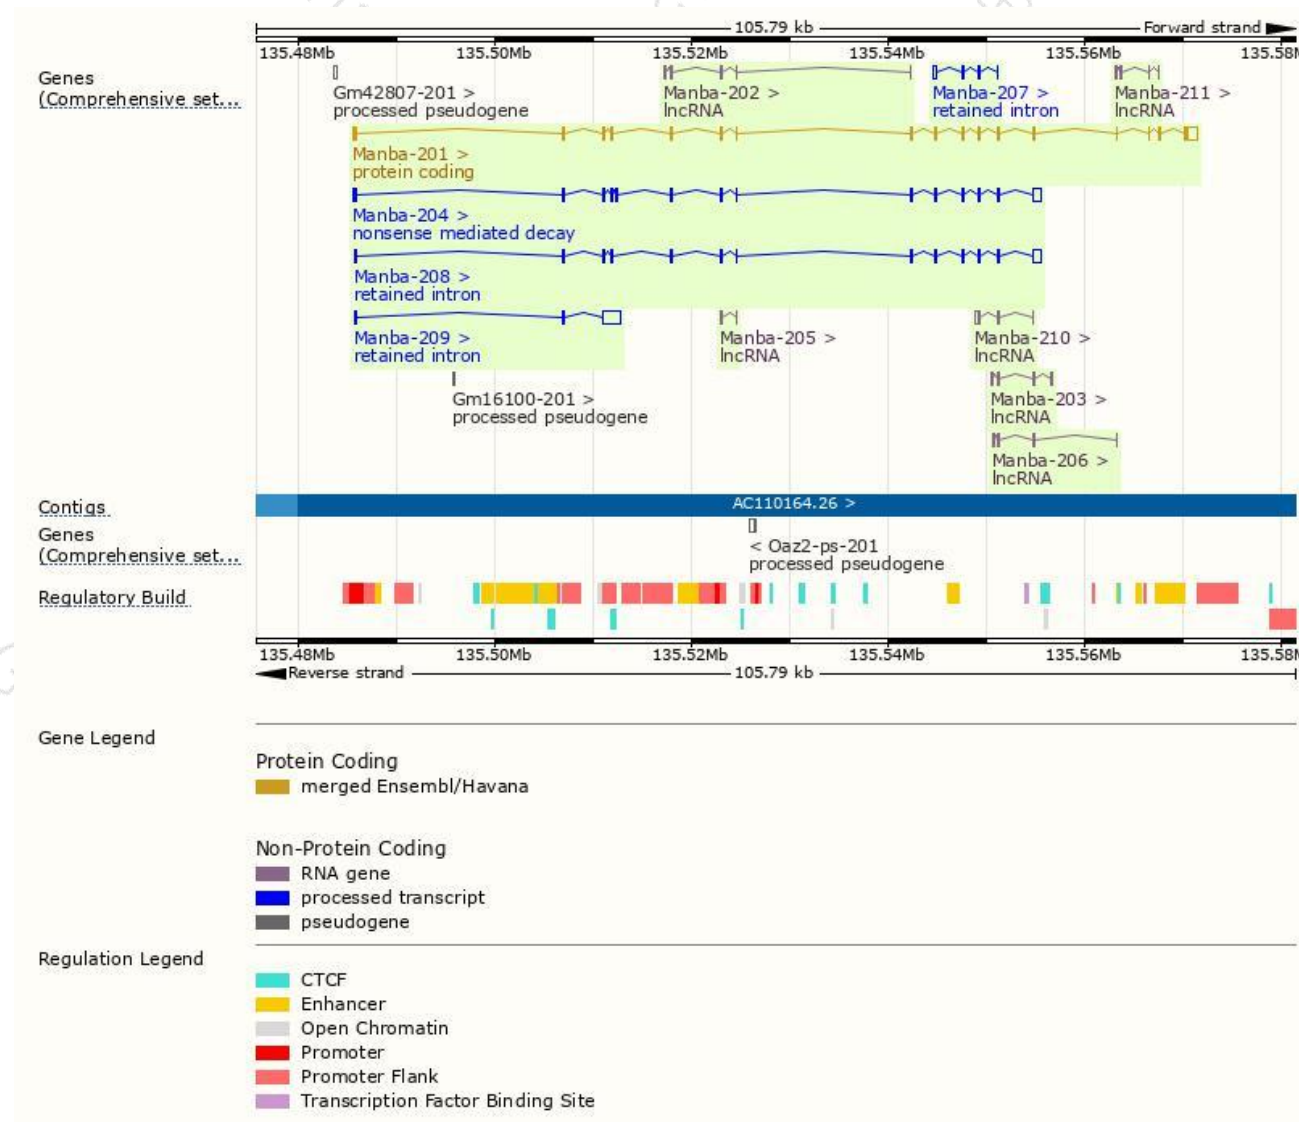 105.79 kb
Forward strand
135.48Mb 135.50Mb 135.52Mb 135.54Mb 135.56Mb 135.58M
Genes
(Comprehensive set...
Gm42807-201 >
processed pseudogene
Manba-202 >
lncRNA
Manba-207 >
retained intron
Manba-211 >
lncRNA
Manba-201 >
protein coding
Manba-204 >
nonsense mediated decay
Manba-208 >
retained intron
Manba-209 >
retained intron
Manba-205 >
lncRNA
Manba-210 >
lncRNA
Gm16100-201 >
processed pseudogene
Manba-203 >
lncRNA
Manba-206 >
lncRNA
Contigs
AC110164.26 >
Genes
(Comprehensive set...
< Oaz2-ps-201
processed pseudogene
Regulatory Build
135.48Mb 135.50Mb 135.52Mb 135.54Mb 135.56Mb 135.58M
Reverse strand
105.79 kb
Gene Legend
Protein Coding
merged Ensembl/Havana
Non-Protein Coding
RNA gene
processed transcript
pseudogene
Regulation Legend
CTCF
Enhancer
Open Chromatin
Promoter
Promoter Flank
Transcription Factor Binding Site